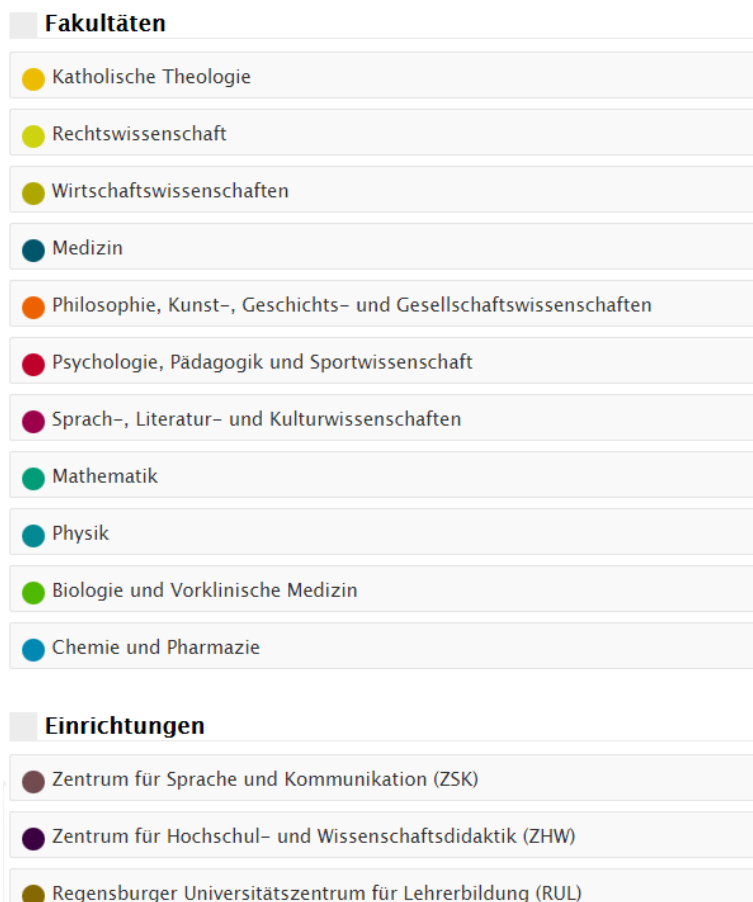 Fakultäten
Katholische Theologie
Rechtswissenschaft
Wirtschaftswissenschaften
Medizin
Philosophie, Kunst-, Geschichts- und Gesellschaftswissenschaften
Psychologie, Pädagogik und Sportwissenschaft
Sprach-, Literatur- und Kulturwissenschaften
Mathematik
Physik
Biologie und Vorklinische Medizin
Chemie und Pharmazie
Einrichtungen
Zentrum für Sprache und Kommunikation (ZSK)
Zentrum für Hochschul- und Wissenschaftsdidaktik (ZHW)
Regensburger Universitätszentrum für Lehrerbildung (RUL)